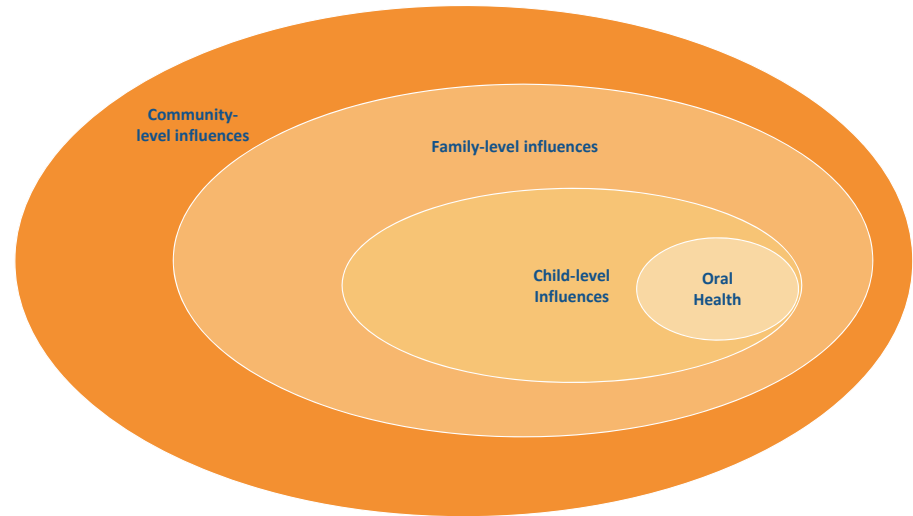 Community-
level influences
Family-level influences
Child-level
Influences
Oral
Health